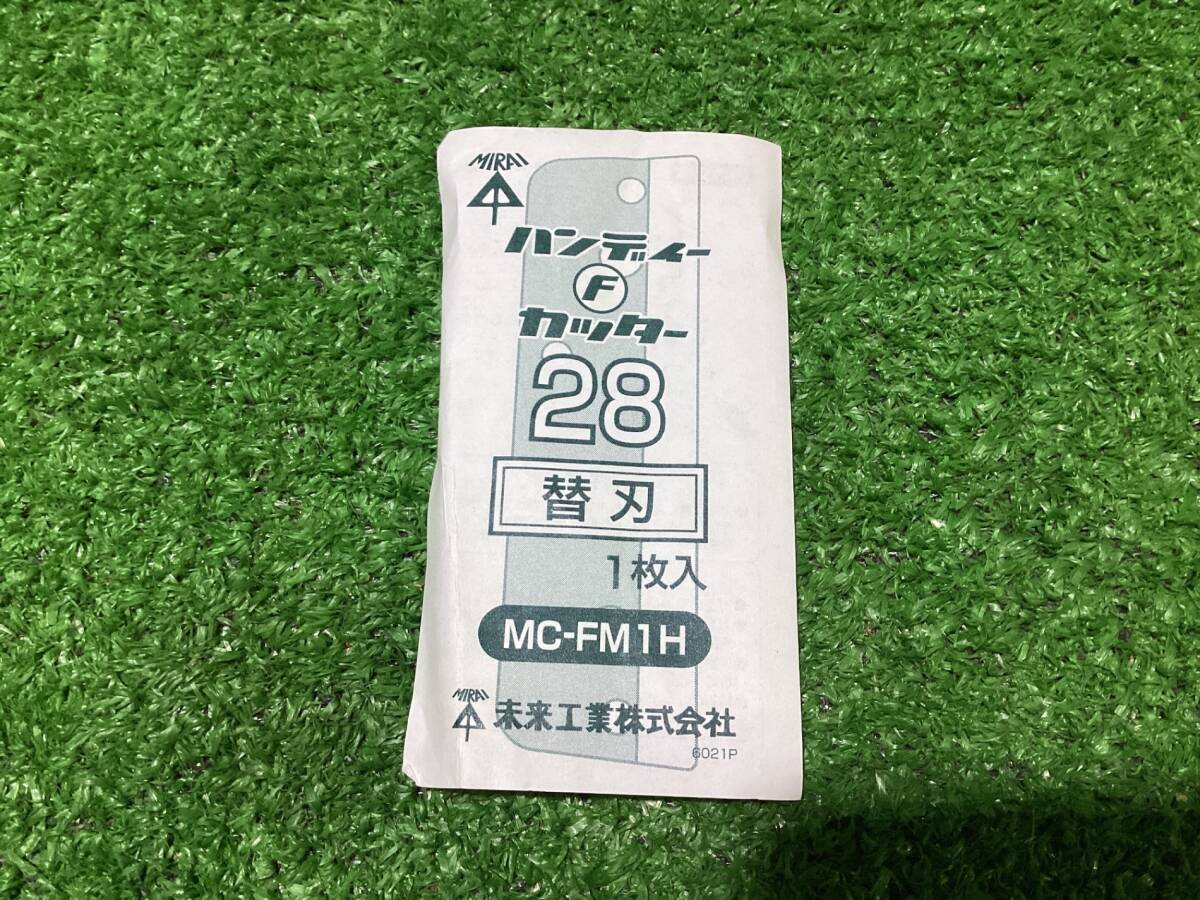 MIRAI
ハンディー
F
カッター
28
替刃
1枚入
MC-FM1H
MIRAI 未来工業株式会社
6021P